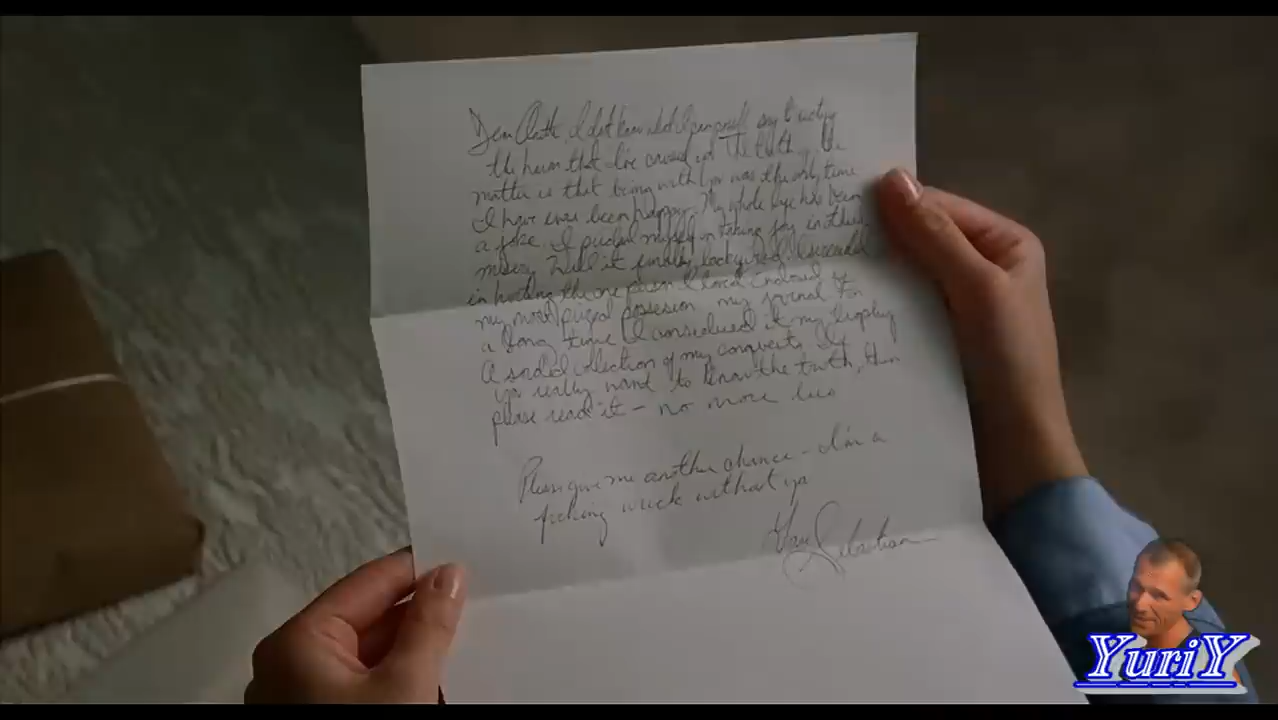 Dear Annette, I don't know what I can possibly say to rectify
the harm that I've caused you. The truth of the
matter is that being with you was the only time
I have ever been happy. My whole life has been
a joke. I prided myself in taking joy in others
misery. Well it finally backfired. I succeeded
in hurting the one person I loved. Enclosed is
my most prized possesion my journal. For
a long time I considered it my trophy
A sordid collection of my conquests. If
you really want to know the truth, then
please read it - no more lies
Please give me another chance - I'm a
fucking wreck without you
Yours Sebastian
YuriY